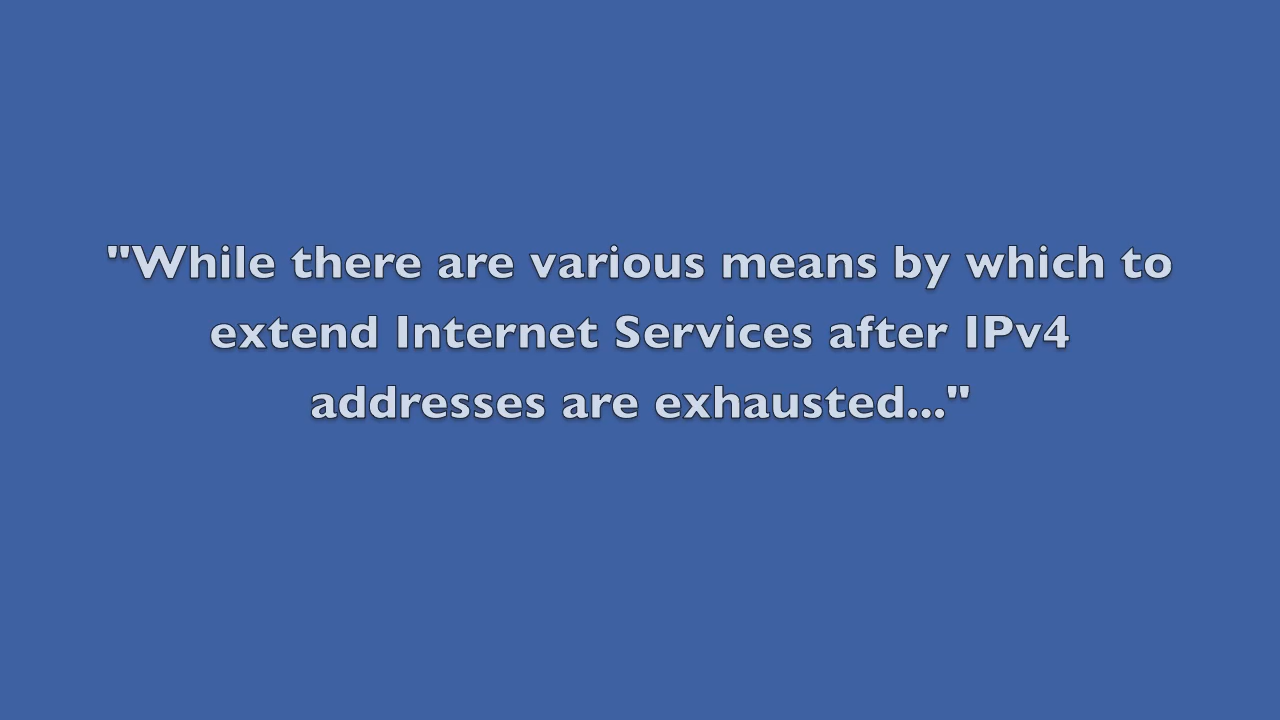 "While there are various means by which to
extend Internet Services after IPv4
addresses are exhausted..."